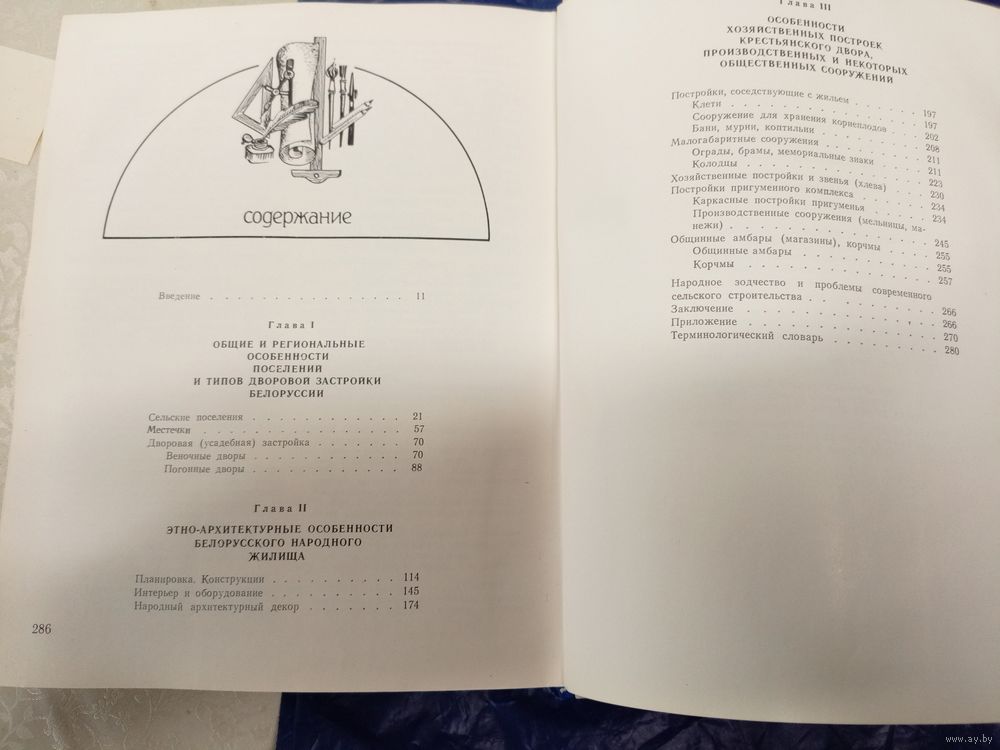 содержание
Введение . . . . . . . . . . . . . . . . 11
Глава I
ОБЩИЕ И РЕГИОНАЛЬНЫЕ
ОСОБЕННОСТИ
ПОСЕЛЕНИЙ
И ТИПОВ ДВОРОВОЙ ЗАСТРОЙКИ
БЕЛОРУССИИ
Сельские поселения . . . . . . . . . . . . 21
Местечки . . . . . . . . . . . . . . . . 57
Дворовая (усадебная) застройка . . . . . . . 70
Веночные дворы . . . . . . . . . . . . 70
Погонные дворы . . . . . . . . . . . . 88
Глава II
ЭТНО-АРХИТЕКТУРНЫЕ ОСОБЕННОСТИ
БЕЛОРУССКОГО НАРОДНОГО
ЖИЛИЩА
Планировка. Конструкции . . . . . . . . . . 114
Интерьер и оборудование . . . . . . . . . . 145
Народный архитектурный декор . . . . . . . 174
286
Глава III
ОСОБЕННОСТИ
ХОЗЯЙСТВЕННЫХ ПОСТРОЕК
КРЕСТЬЯНСКОГО ДВОРА,
ПРОИЗВОДСТВЕННЫХ И НЕКОТОРЫХ
ОБЩЕСТВЕННЫХ СООРУЖЕНИЙ
Постройки, соседствующие с жильем . . . . . . 197
Клети . . . . . . . . . . . . . . . 197
Сооружение для хранения корнеплодов . . . 202
Бани, мурни, коптильни . . . . . . . . . 208
Малогабаритные сооружения . . . . . . . . . 211
Ограды, брамы, мемориальные знаки . . . . 211
Колодцы . . . . . . . . . . . . . . 223
Хозяйственные постройки и звенья (хлева) . . . 230
Постройки пригуменного комплекса . . . . . . 234
Каркасные постройки пригуменья . . . . . 234
Производственные сооружения (мельницы, ма-
нежи) . . . . . . . . . . . . . . . 245
Общинные амбары (магазины), корчмы . . . . 255
Общинные амбары . . . . . . . . . . . 255
Корчмы . . . . . . . . . . . . . . 257
Народное зодчество и проблемы современного
сельского строительства . . . . . . . . . . 266
Заключение . . . . . . . . . . . . . . . 266
Приложение . . . . . . . . . . . . . . . 270
Терминологический словарь . . . . . . . . . 280
www.ay.by